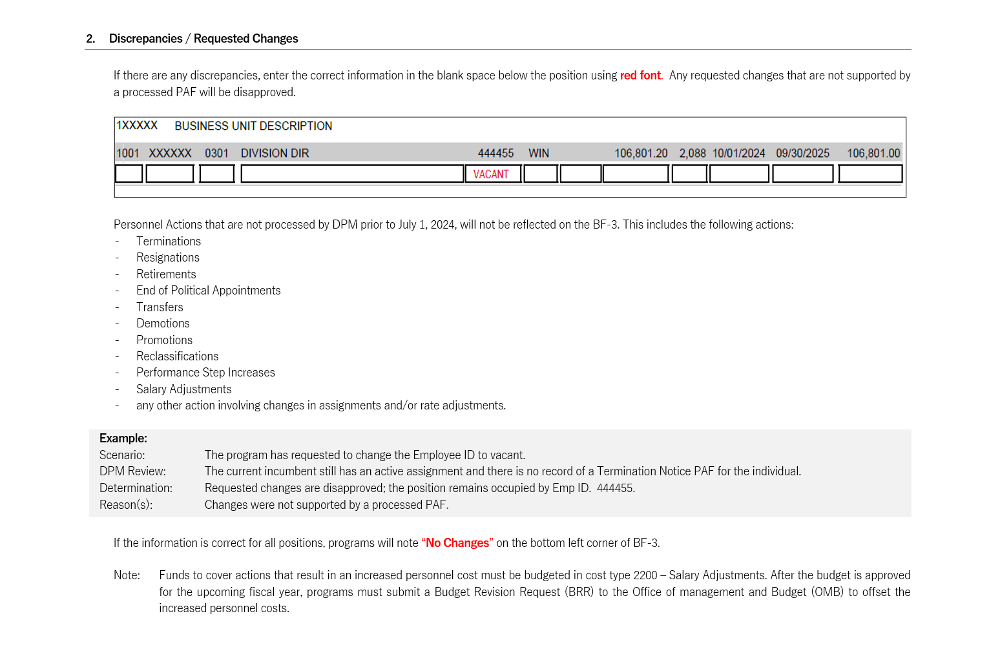 2. Discrepancies / Requested Changes
If there are any discrepancies, enter the correct information in the blank space below the position using red font. Any requested changes that are not supported by
a processed PAF will be disapproved.
1XXXXX BUSINESS UNIT DESCRIPTION
1001 XXXXXX 0301 DIVISION DIR 444455 WIN 106,801.20 2,088 10/01/2024 09/30/2025 106,801.00
VACANT
Personnel Actions that are not processed by DPM prior to July 1, 2024, will not be reflected on the BF-3. This includes the following actions:
- Terminations
- Resignations
- Retirements
- End of Political Appointments
- Transfers
- Demotions
- Promotions
- Reclassifications
- Performance Step Increases
- Salary Adjustments
- any other action involving changes in assignments and/or rate adjustments.
Example:
Scenario: The program has requested to change the Employee ID to vacant.
DPM Review: The current incumbent still has an active assignment and there is no record of a Termination Notice PAF for the individual.
Determination: Requested changes are disapproved; the position remains occupied by Emp ID. 444455.
Reason(s): Changes were not supported by a processed PAF.
If the information is correct for all positions, programs will note “No Changes” on the bottom left corner of BF-3.
Note: Funds to cover actions that result in an increased personnel cost must be budgeted in cost type 2200 – Salary Adjustments. After the budget is approved
for the upcoming fiscal year, programs must submit a Budget Revision Request (BRR) to the Office of management and Budget (OMB) to offset the
increased personnel costs.